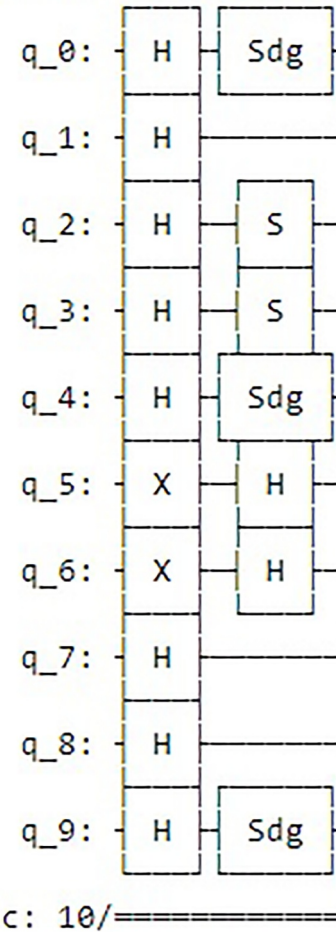 q_0: H Sdg
q_1: H
q_2: H S
q_3: H S
q_4: H Sdg
q_5: X H
q_6: X H
q_7: H
q_8: H
q_9: H Sdg
c: 10/